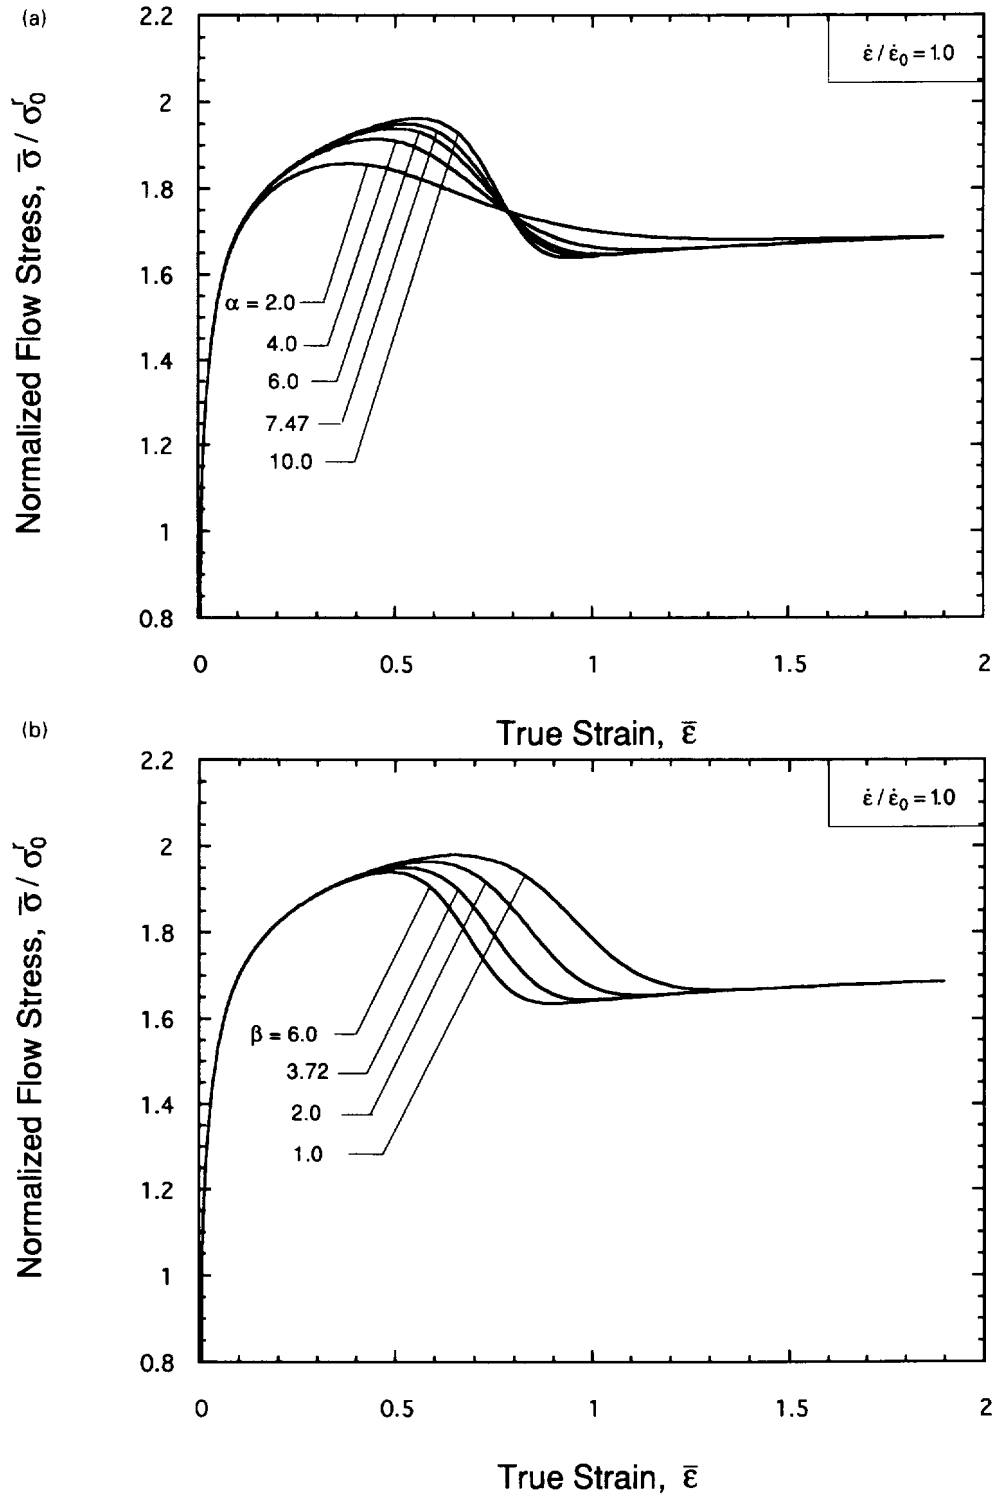 (a)
2.2
2
1.8
1.6
1.4
1.2
1
0.8
Normalized Flow Stress, σ̄ / σ₀ʳ
ε̇ / ε̇₀ = 1.0
α = 2.0
4.0
6.0
7.47
10.0
0 0.5 1 1.5 2
True Strain, ε̄
(b)
2.2
2
1.8
1.6
1.4
1.2
1
0.8
Normalized Flow Stress, σ̄ / σ₀ʳ
ε̇ / ε̇₀ = 1.0
β = 6.0
3.72
2.0
1.0
0 0.5 1 1.5 2
True Strain, ε̄